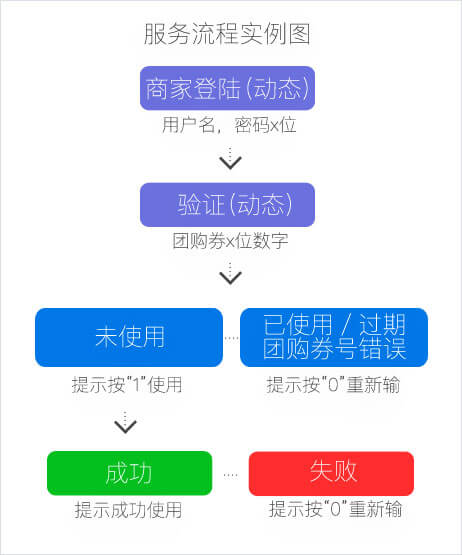 服务流程实例图
商家登陆(动态)
用户名，密码x位
验证(动态)
团购券x位数字
未使用
已使用 / 过期
团购券号错误
提示按“1”使用
提示按“0”重新输
成功
失败
提示成功使用
提示按“0”重新输